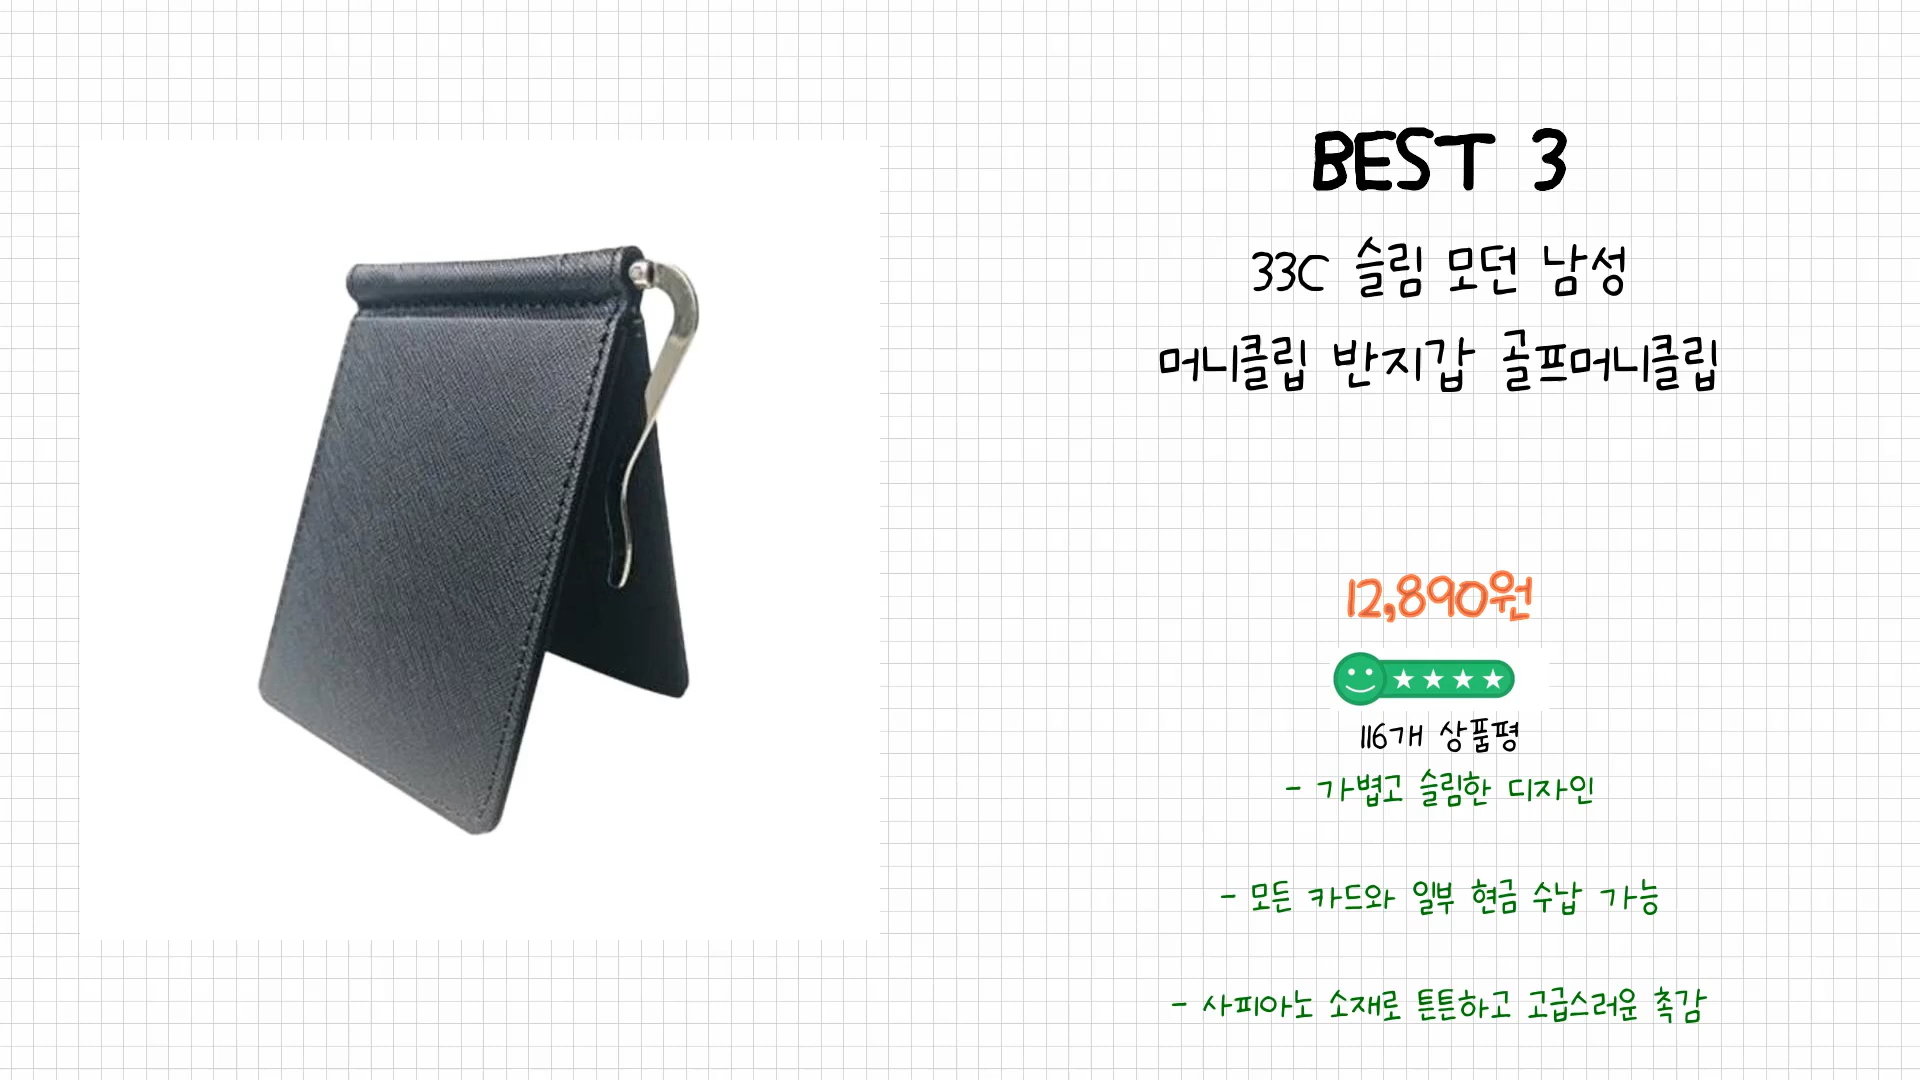 BEST 3
33C 슬림 모던 남성
머니클립 반지갑 골프머니클립
12,890원
116개 상품평
- 가볍고 슬림한 디자인
- 모든 카드와 일부 현금 수납 가능
- 사피아노 소재로 튼튼하고 고급스러운 촉감